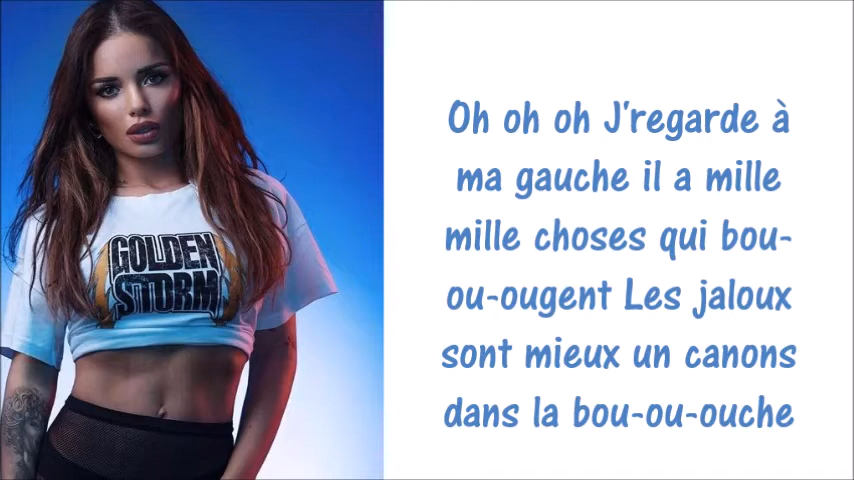 GOLDEN
STORM
Oh oh oh J'regarde à
ma gauche il a mille
mille choses qui bou-
ou-ougent Les jaloux
sont mieux un canons
dans la bou-ou-ouche